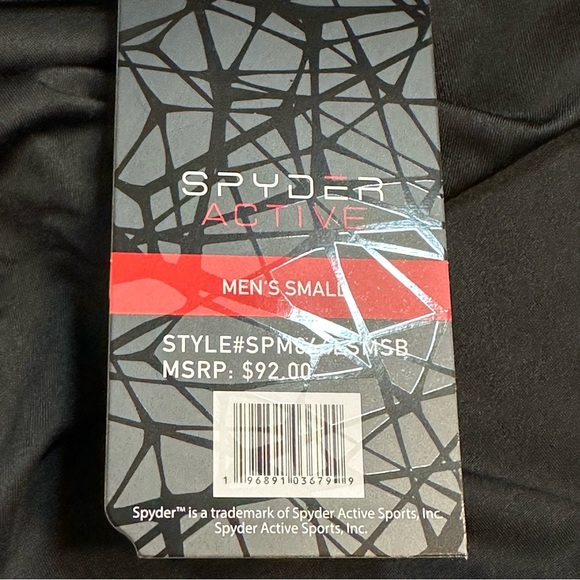 SPYDER
ACTIVE
MEN'S SMALL
MSRP: $92.00
1 96891 03679 9
Spyder™ is a trademark of Spyder Active Sports, Inc.
Spyder Active Sports, Inc.